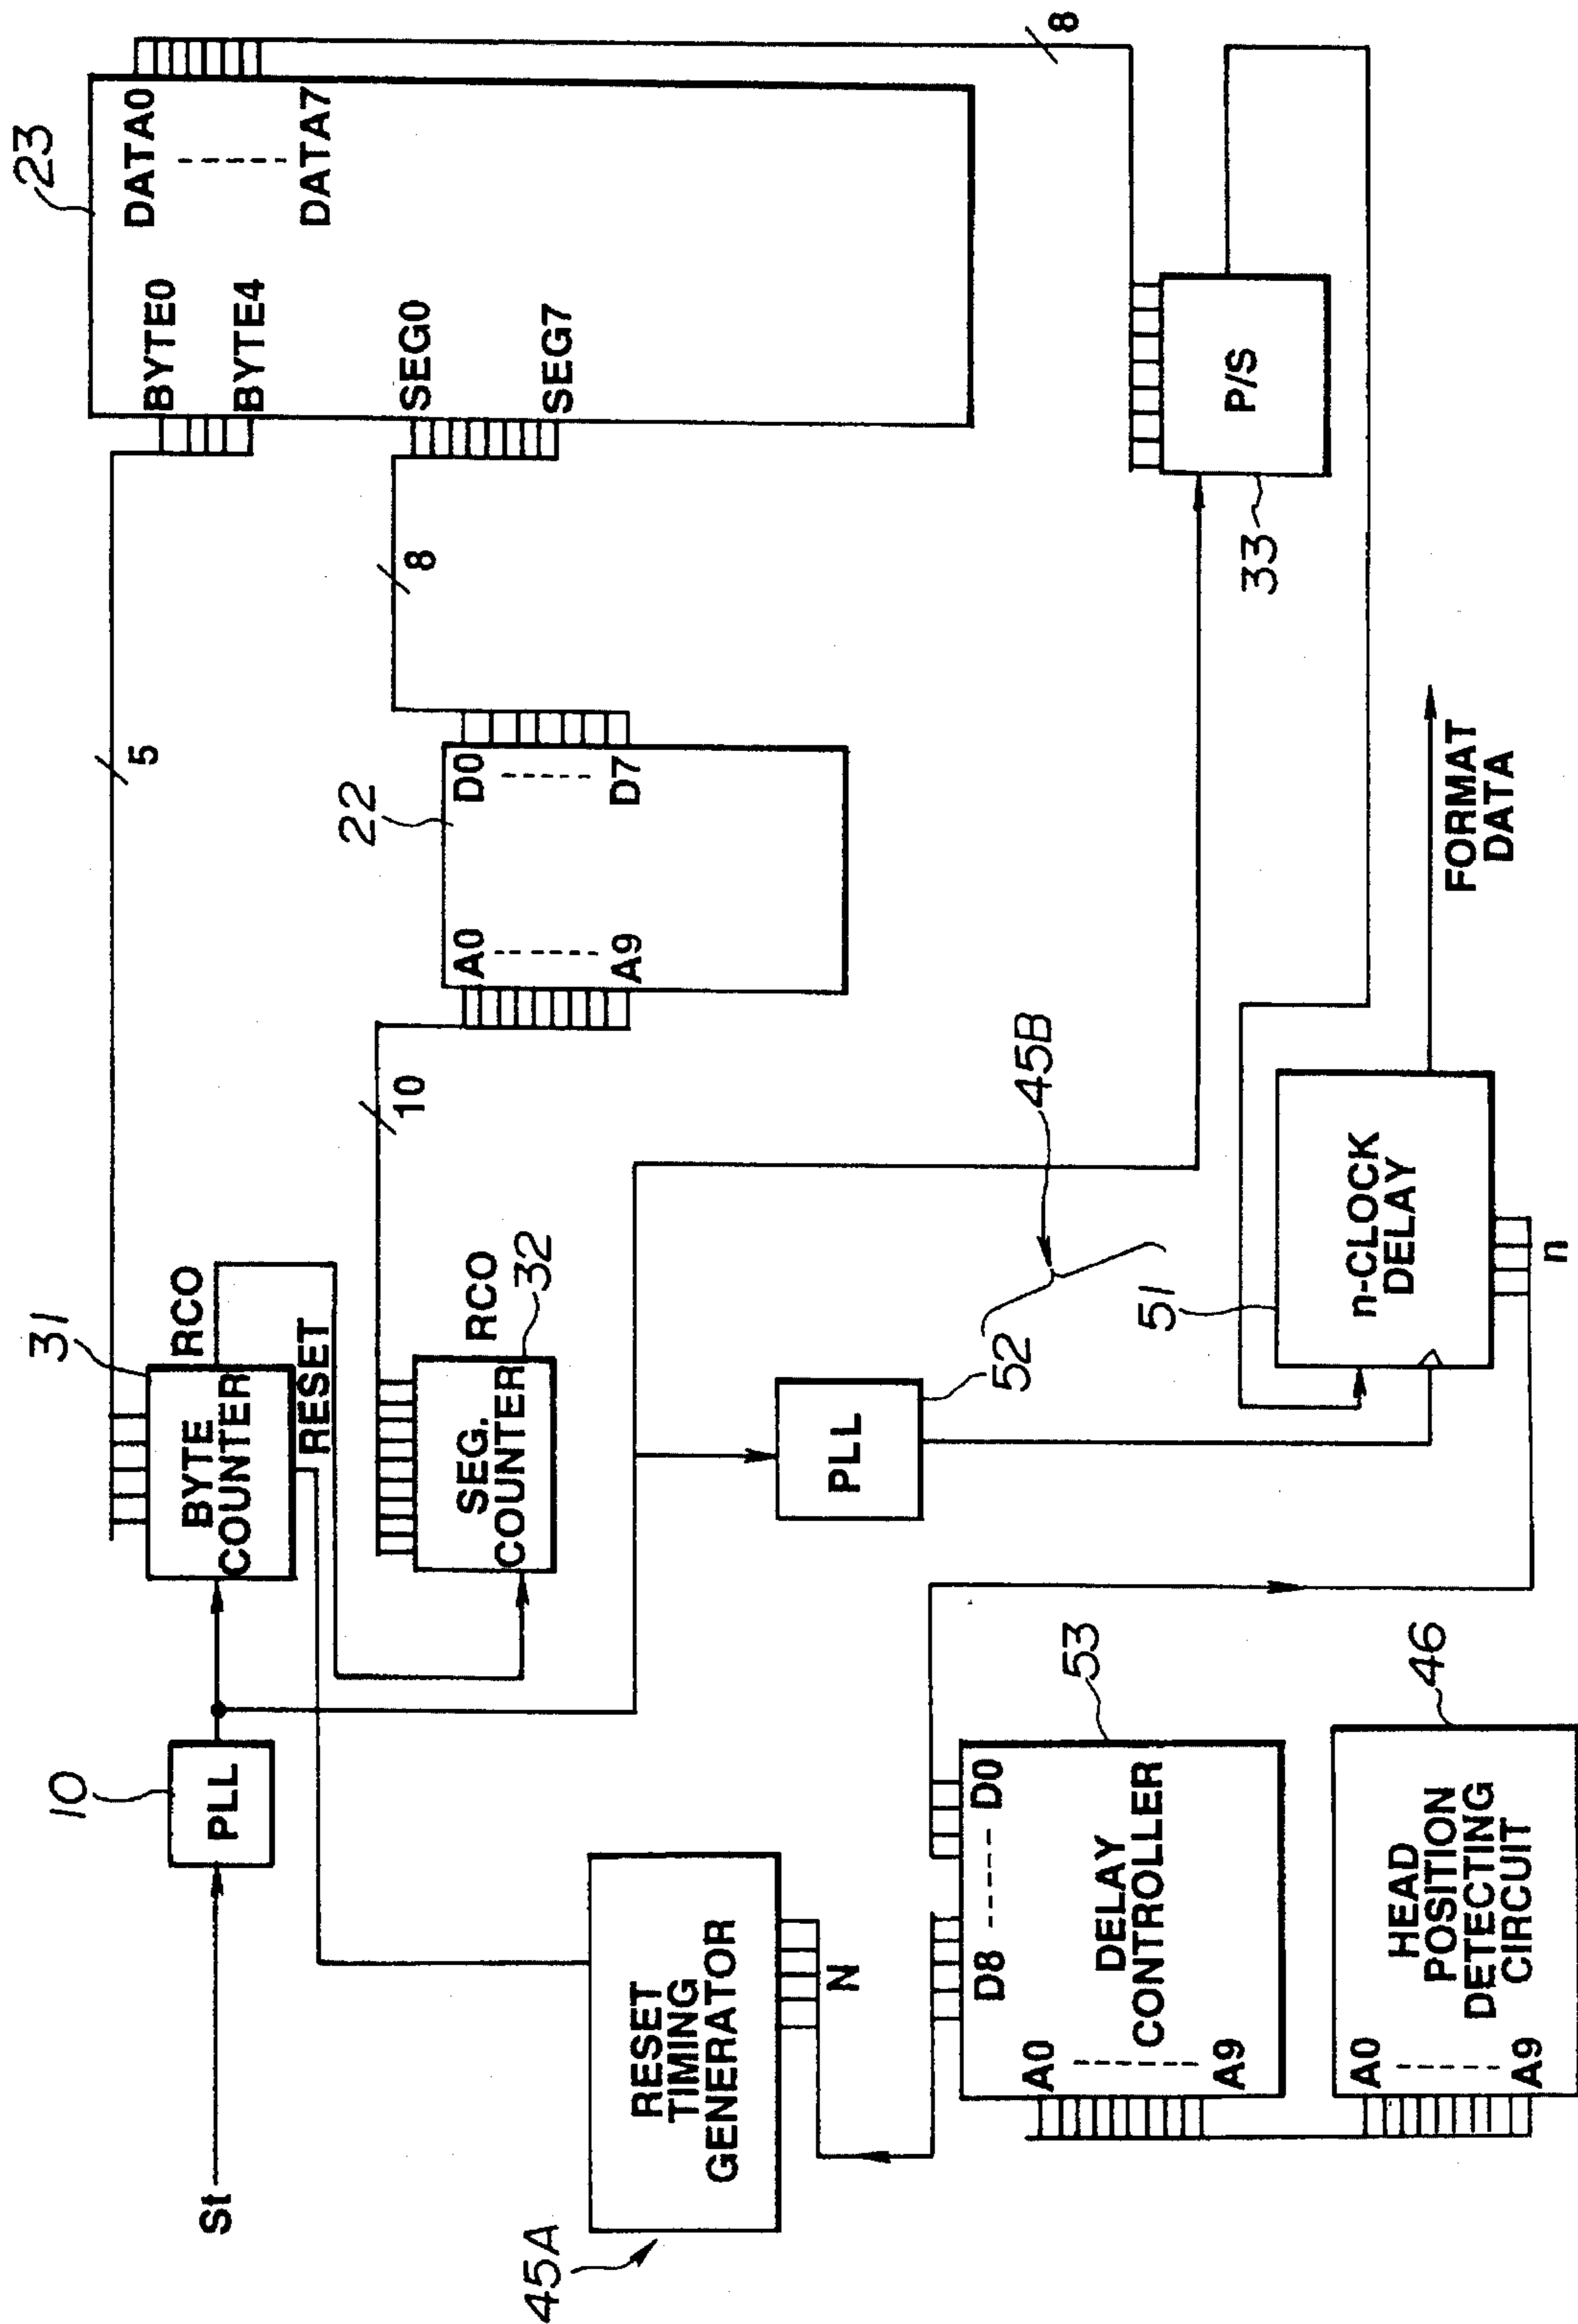 23
BYTE0
DATA0
BYTE4
DATA7
SEG0
SEG7
5
8
8
22
A0
D0
A9
D7
10
31
BYTE
COUNTER
RCO
RESET
SEG.
COUNTER
RCO
32
St
PLL
10
P/S
33
45A
RESET
TIMING
GENERATOR
N
PLL
52
45B
51
n-CLOCK
DELAY
n
FORMAT
DATA
D8
D0
A0
A9
DELAY
CONTROLLER
53
A0
A9
HEAD
POSITION
DETECTING
CIRCUIT
46